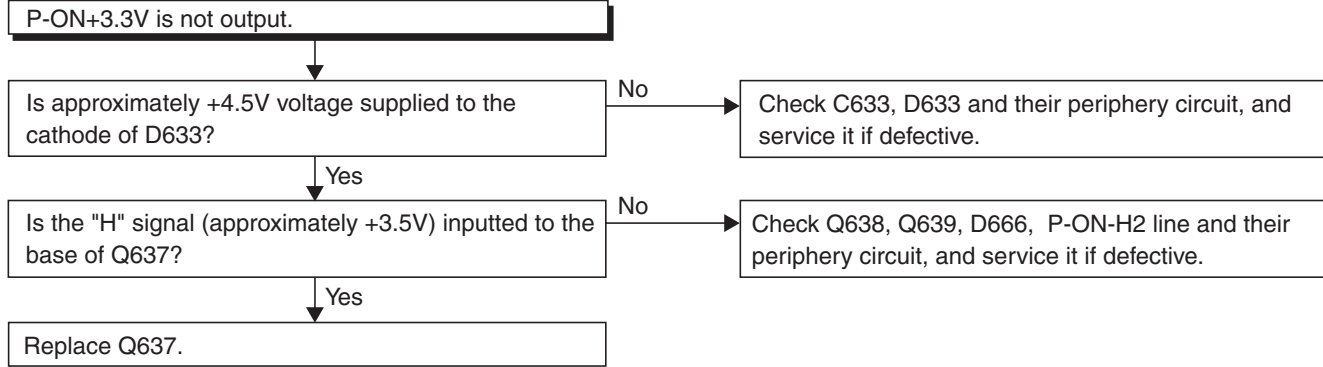 P-ON+3.3V is not output.
Is approximately +4.5V voltage supplied to the
cathode of D633?
No
Check C633, D633 and their periphery circuit, and
service it if defective.
Yes
Is the "H" signal (approximately +3.5V) inputted to the
base of Q637?
No
Check Q638, Q639, D666, P-ON-H2 line and their
periphery circuit, and service it if defective.
Yes
Replace Q637.